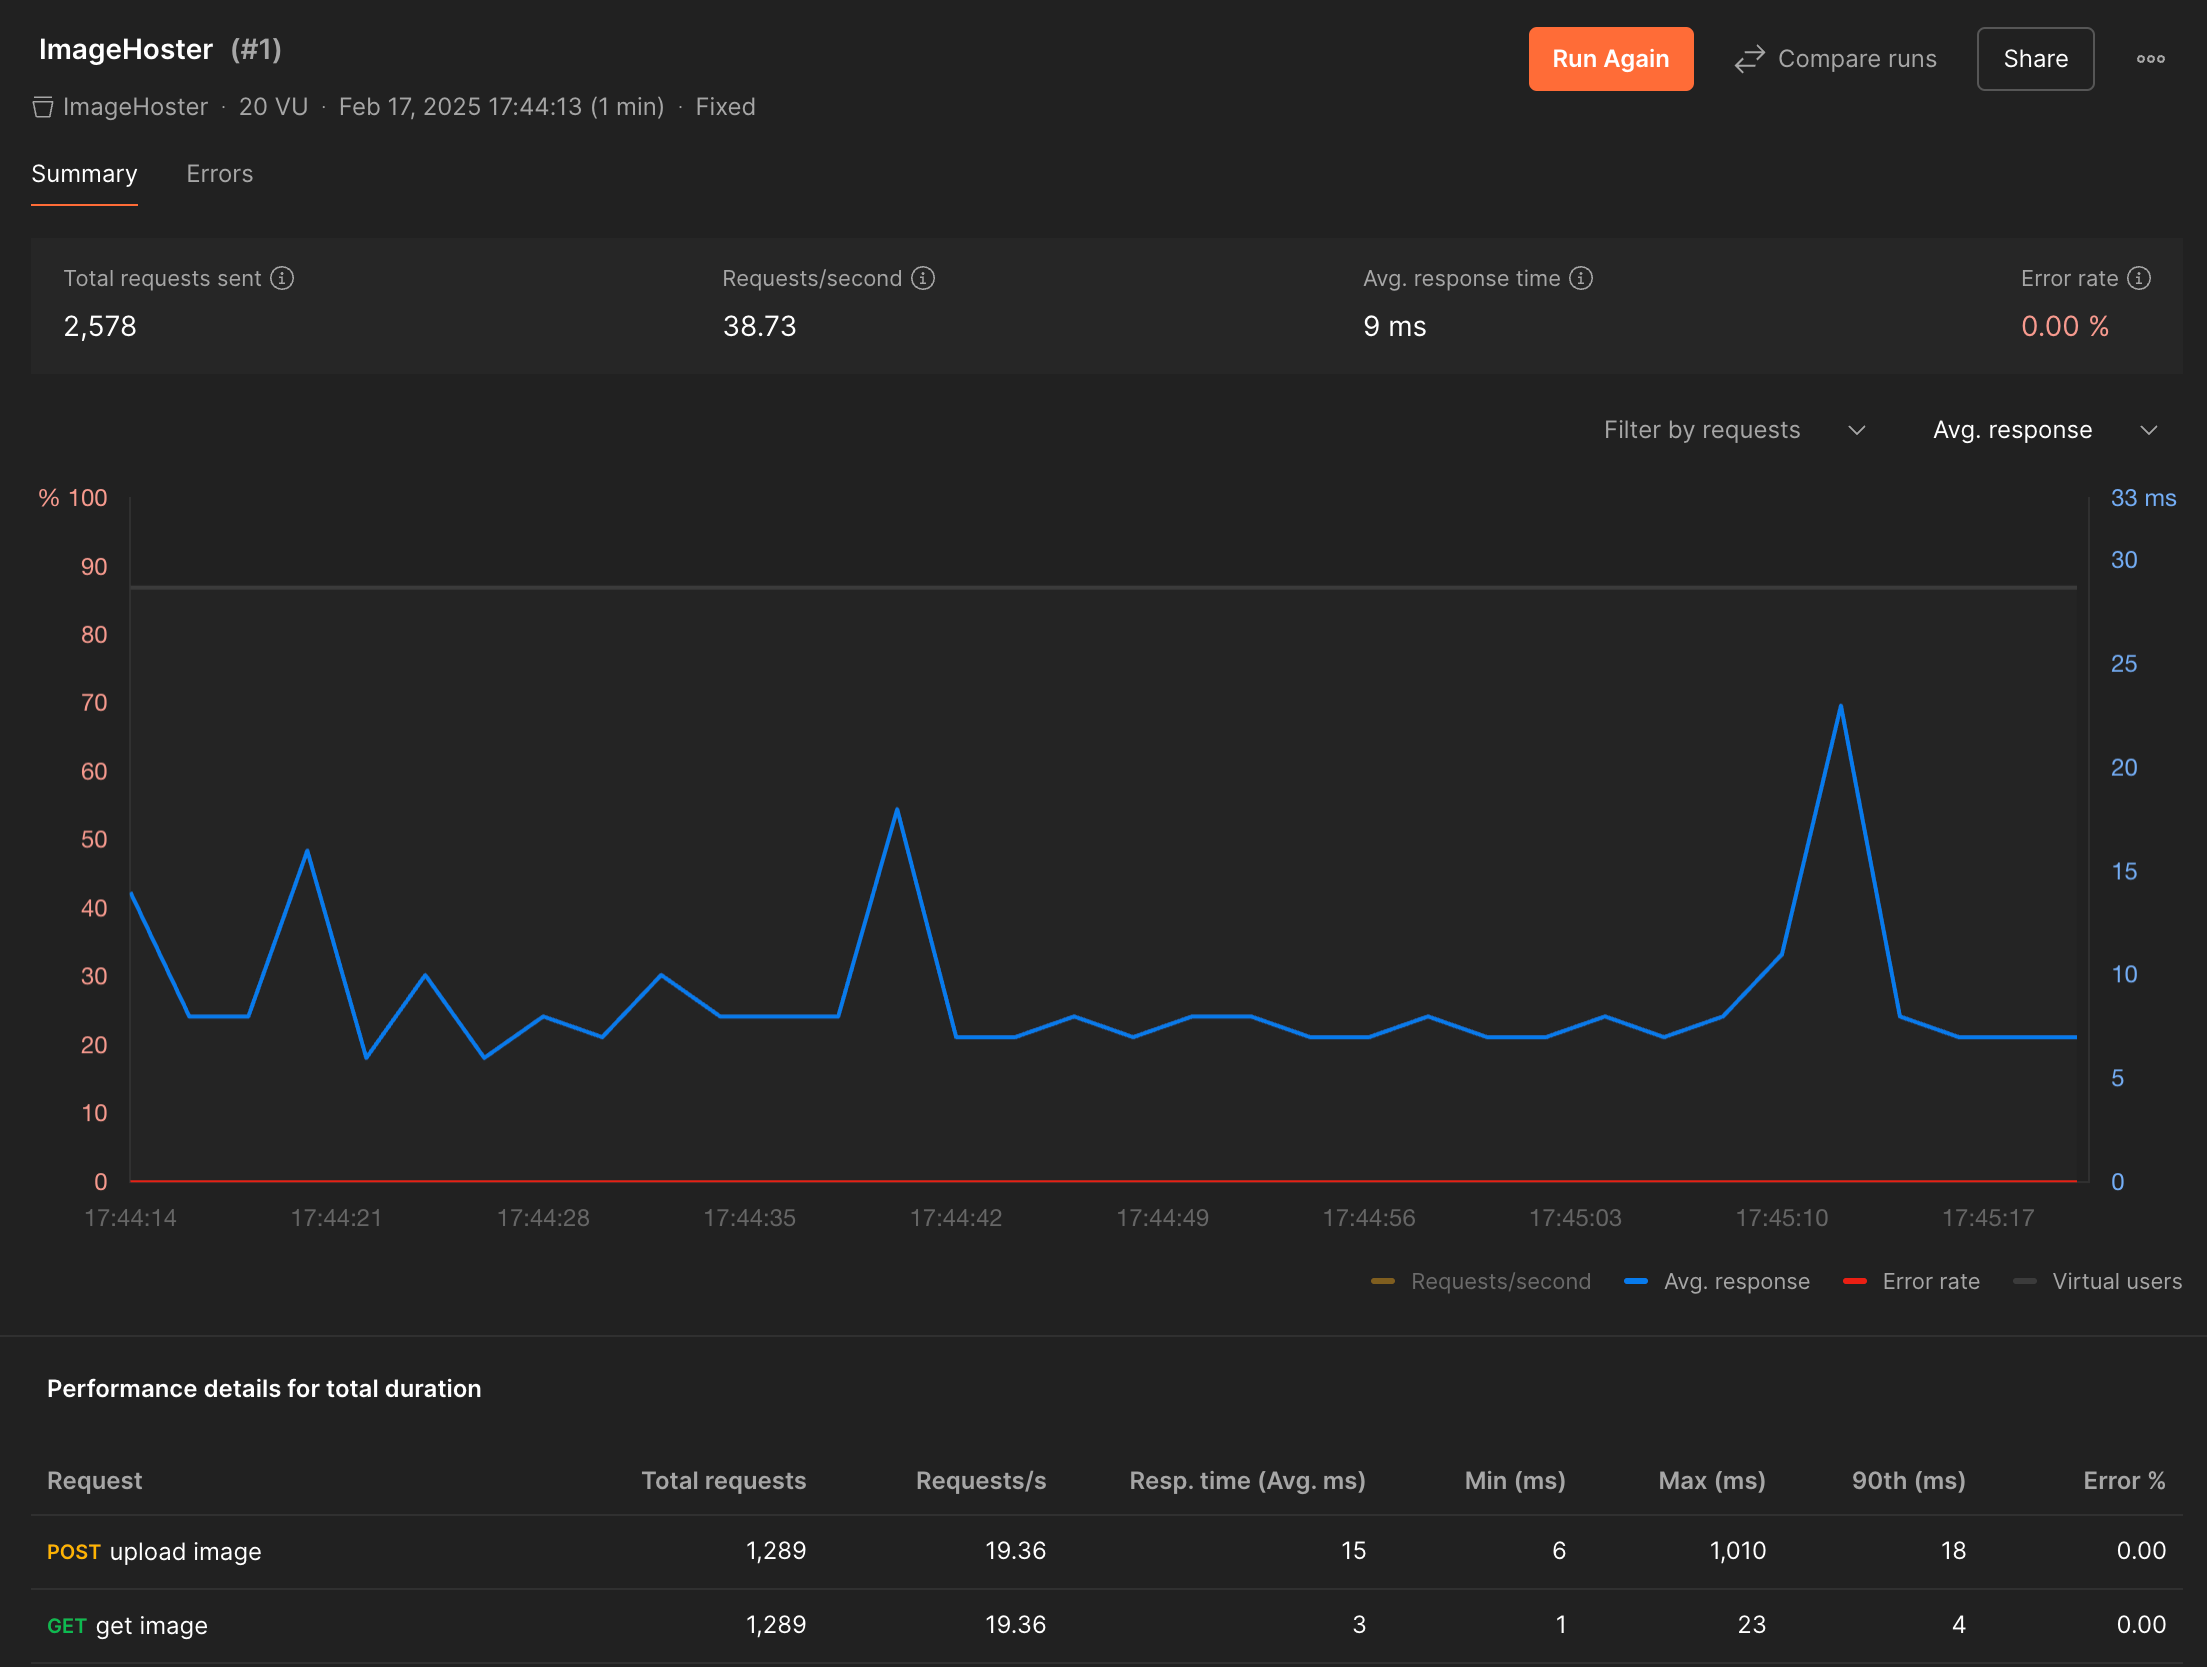 ImageHoster (#1)
Run Again
Compare runs
Share
ImageHoster · 20 VU · Feb 17, 2025 17:44:13 (1 min) · Fixed
Summary
Errors
Total requests sent
Requests/second
Avg. response time
Error rate
2,578
38.73
9 ms
0.00 %
Filter by requests
Avg. response
% 100
90
80
70
60
50
40
30
20
10
0
33 ms
30
25
20
15
10
5
0
17:44:14 17:44:21 17:44:28 17:44:35 17:44:42 17:44:49 17:44:56 17:45:03 17:45:10 17:45:17
Requests/second Avg. response Error rate Virtual users
Performance details for total duration
Request Total requests Requests/s Resp. time (Avg. ms) Min (ms) Max (ms) 90th (ms) Error %
POST upload image 1,289 19.36 15 6 1,010 18 0.00
GET get image 1,289 19.36 3 1 23 4 0.00